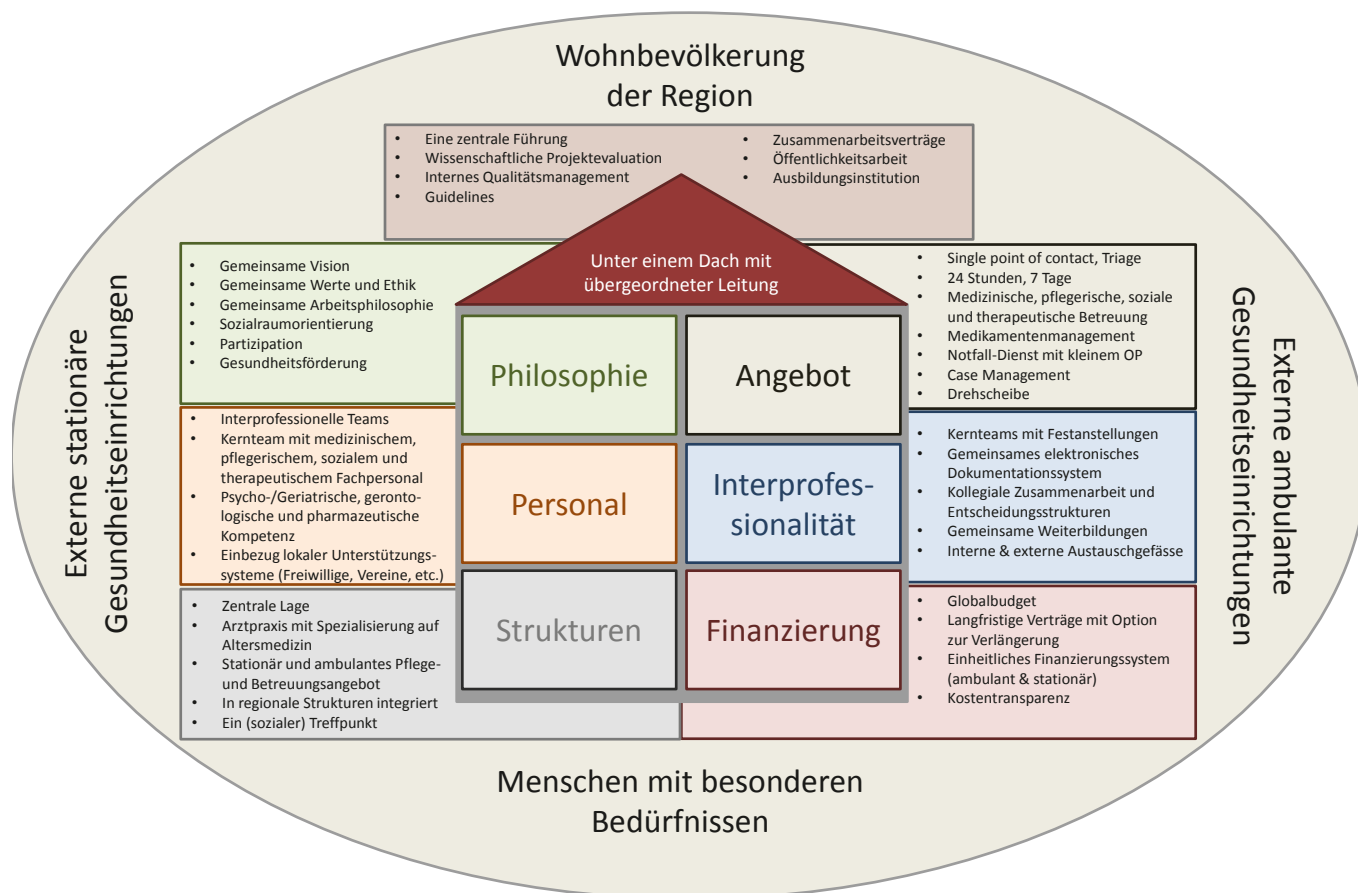 Wohnbevölkerung
der Region
• Eine zentrale Führung
• Wissenschaftliche Projektevaluation
• Internes Qualitätsmanagement
• Guidelines
• Zusammenarbeitsverträge
• Öffentlichkeitsarbeit
• Ausbildungsinstitution
Unter einem Dach mit
übergeordneter Leitung
Externe stationäre
Gesundheitseinrichtungen
• Gemeinsame Vision
• Gemeinsame Werte und Ethik
• Gemeinsame Arbeitsphilosophie
• Sozialraumorientierung
• Partizipation
• Gesundheitsförderung
Philosophie
Angebot
• Single point of contact, Triage
• 24 Stunden, 7 Tage
• Medizinische, pflegerische, soziale
und therapeutische Betreuung
• Medikamentenmanagement
• Notfall-Dienst mit kleinem OP
• Case Management
• Drehscheibe
Externe ambulante
Gesundheitseinrichtungen
• Interprofessionelle Teams
• Kernteam mit medizinischem,
pflegerischem, sozialem und
therapeutischem Fachpersonal
• Psycho-/Geriatrische, geronto-
logische und pharmazeutische
Kompetenz
• Einbezug lokaler Unterstützungs-
systeme (Freiwillige, Vereine, etc.)
Personal
Interprofes-
sionalität
• Kernteams mit Festanstellungen
• Gemeinsames elektronisches
Dokumentationssystem
• Kollegiale Zusammenarbeit und
Entscheidungsstrukturen
• Gemeinsame Weiterbildungen
• Interne & externe Austauschgefässe
• Zentrale Lage
• Arztpraxis mit Spezialisierung auf
Altersmedizin
• Stationär und ambulantes Pflege-
und Betreuungsangebot
• In regionale Strukturen integriert
• Ein (sozialer) Treffpunkt
Strukturen
Finanzierung
• Globalbudget
• Langfristige Verträge mit Option
zur Verlängerung
• Einheitliches Finanzierungssystem
(ambulant & stationär)
• Kostentransparenz
Menschen mit besonderen
Bedürfnissen